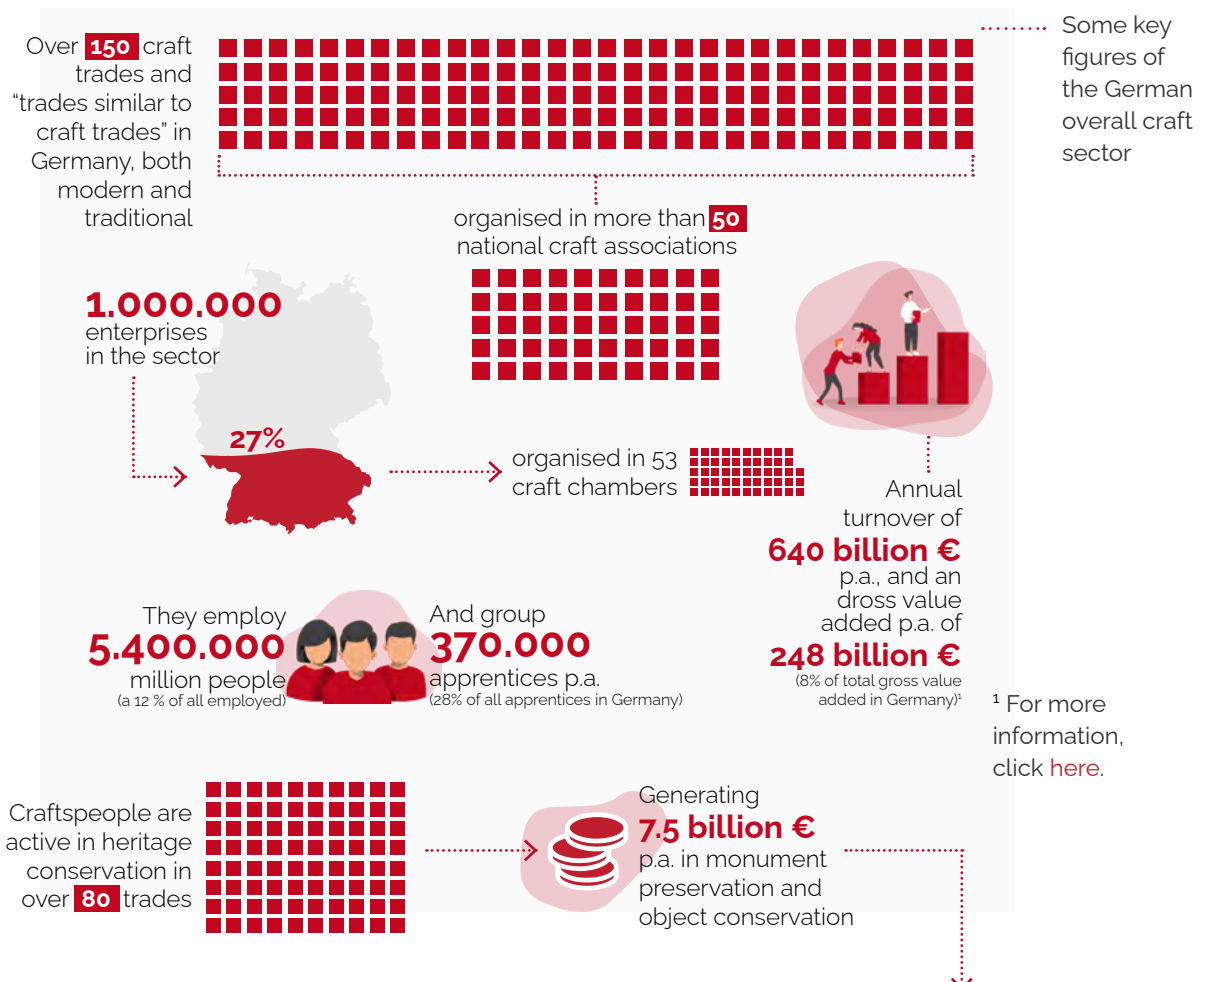 Over 150 craft
trades and
“trades similar to
craft trades” in
Germany, both
modern and
traditional
Some key
figures of
the German
overall craft
sector
organised in more than 50
national craft associations
1.000.000
enterprises
in the sector
27%
organised in 53
craft chambers
Annual
turnover of
640 billion €
p.a., and an
dross value
added p.a. of
248 billion €
(8% of total gross value
added in Germany)¹
They employ
5.400.000
million people
(a 12 % of all employed)
And group
370.000
apprentices p.a.
(28% of all apprentices in Germany)
¹ For more
information,
click here.
Craftspeople are
active in heritage
conservation in
over 80 trades
Generating
7.5 billion €
p.a. in monument
preservation and
object conservation